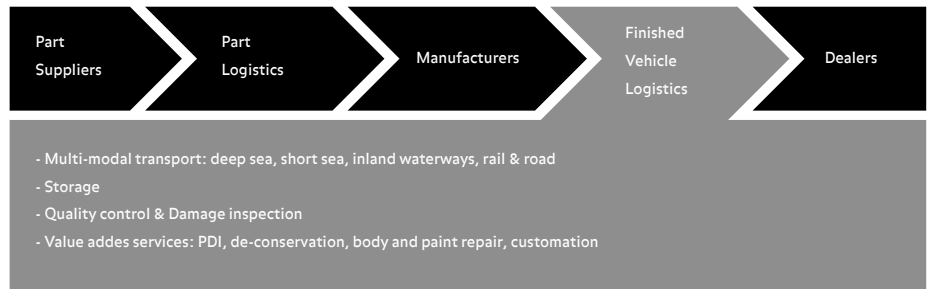 Part
Suppliers
Part
Logistics
Manufacturers
Finished
Vehicle
Logistics
Dealers
- Multi-modal transport: deep sea, short sea, inland waterways, rail & road
- Storage
- Quality control & Damage inspection
- Value addes services: PDI, de-conservation, body and paint repair, customation